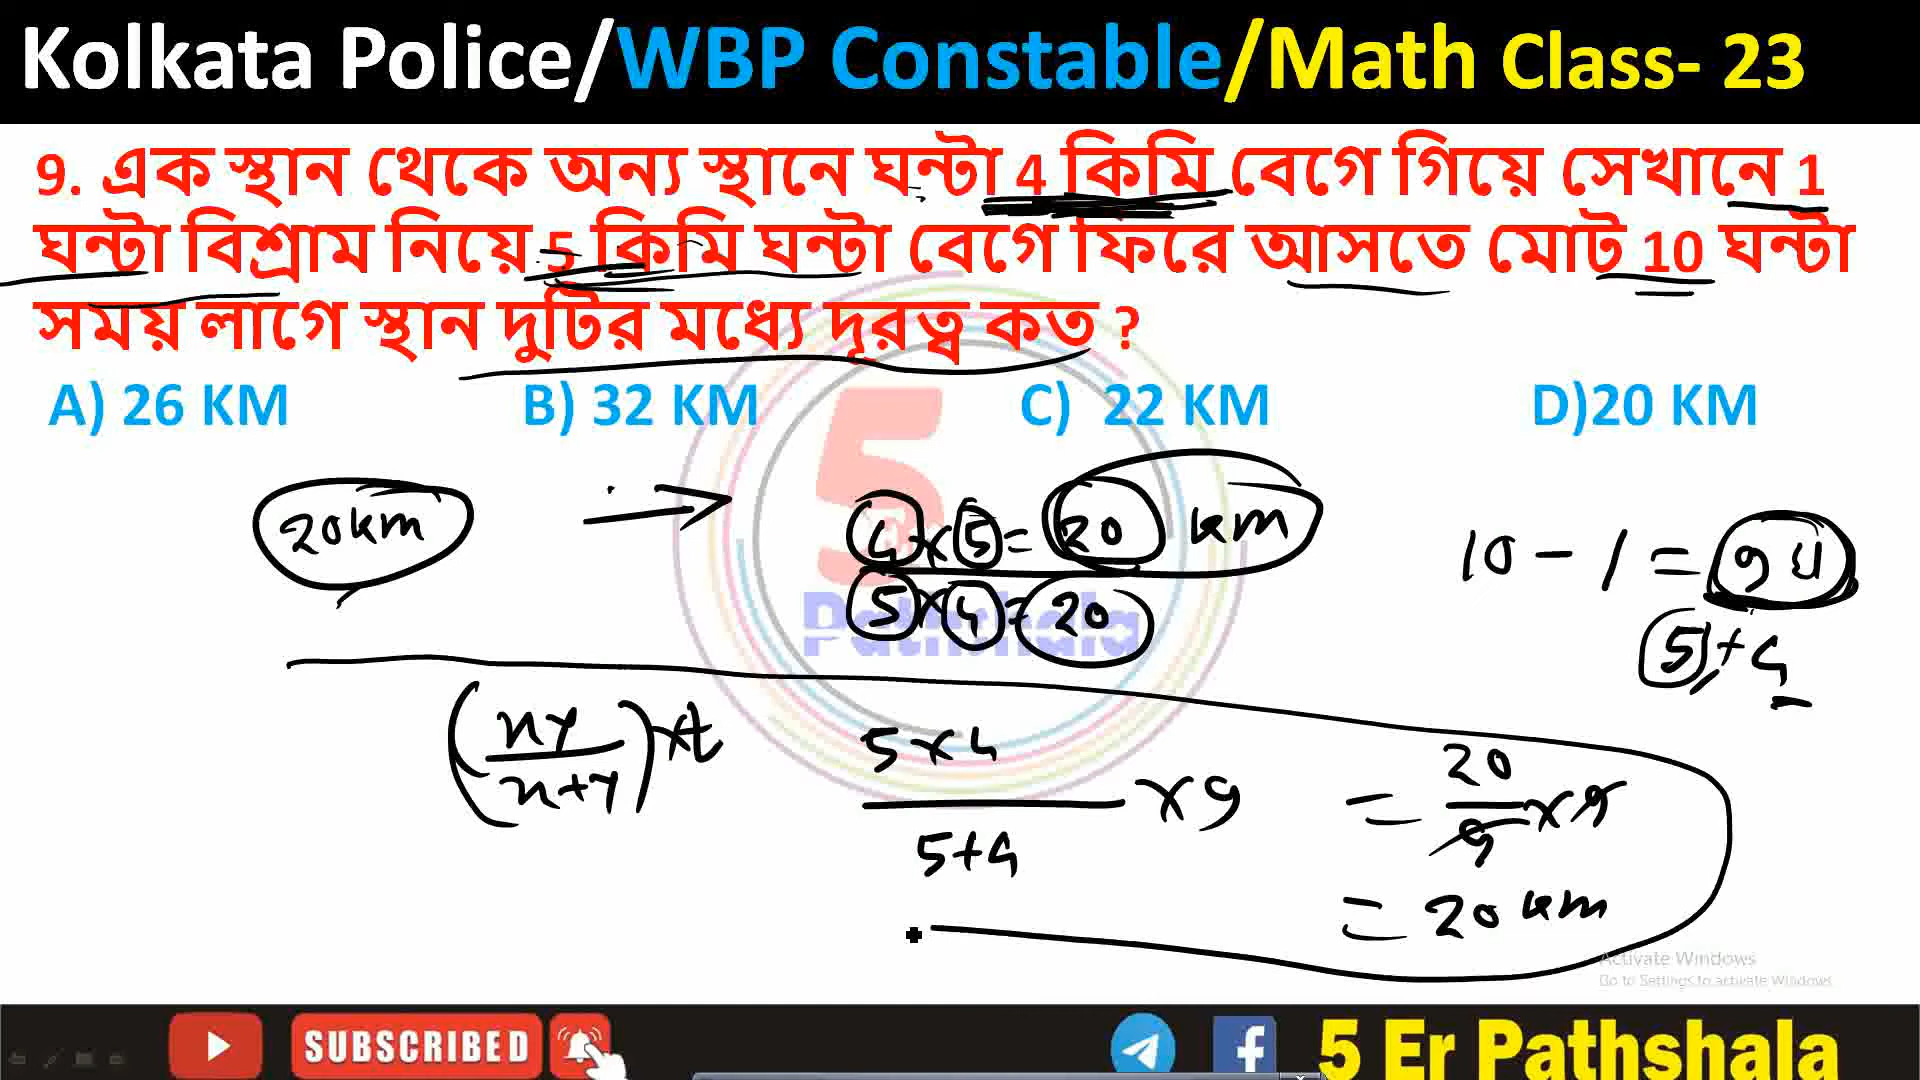 Kolkata Police/WBP Constable/Math Class- 23
9. এক স্থান থেকে অন্য স্থানে ঘন্টা 4 কিমি বেগে গিয়ে সেখানে 1
ঘন্টা বিশ্রাম নিয়ে 5 কিমি ঘন্টা বেগে ফিরে আসতে মোট 10 ঘন্টা
সময় লাগে স্থান দুটির মধ্যে দূরত্ব কত ?
A) 26 KM B) 32 KM C) 22 KM D)20 KM
20km
4 x 5 = 20 km
5 x 4 = 20
5
Paththala
10 - 1 = 9 ঘ
5 + 4
(xy / x+y) x t
5 x 4 / 5+4 x 9
= 20 / 9 x 9
= 20 km
Activate Windows
Go to Settings to activate Windows.
SUBSCRIBED
5 Er Pathshala